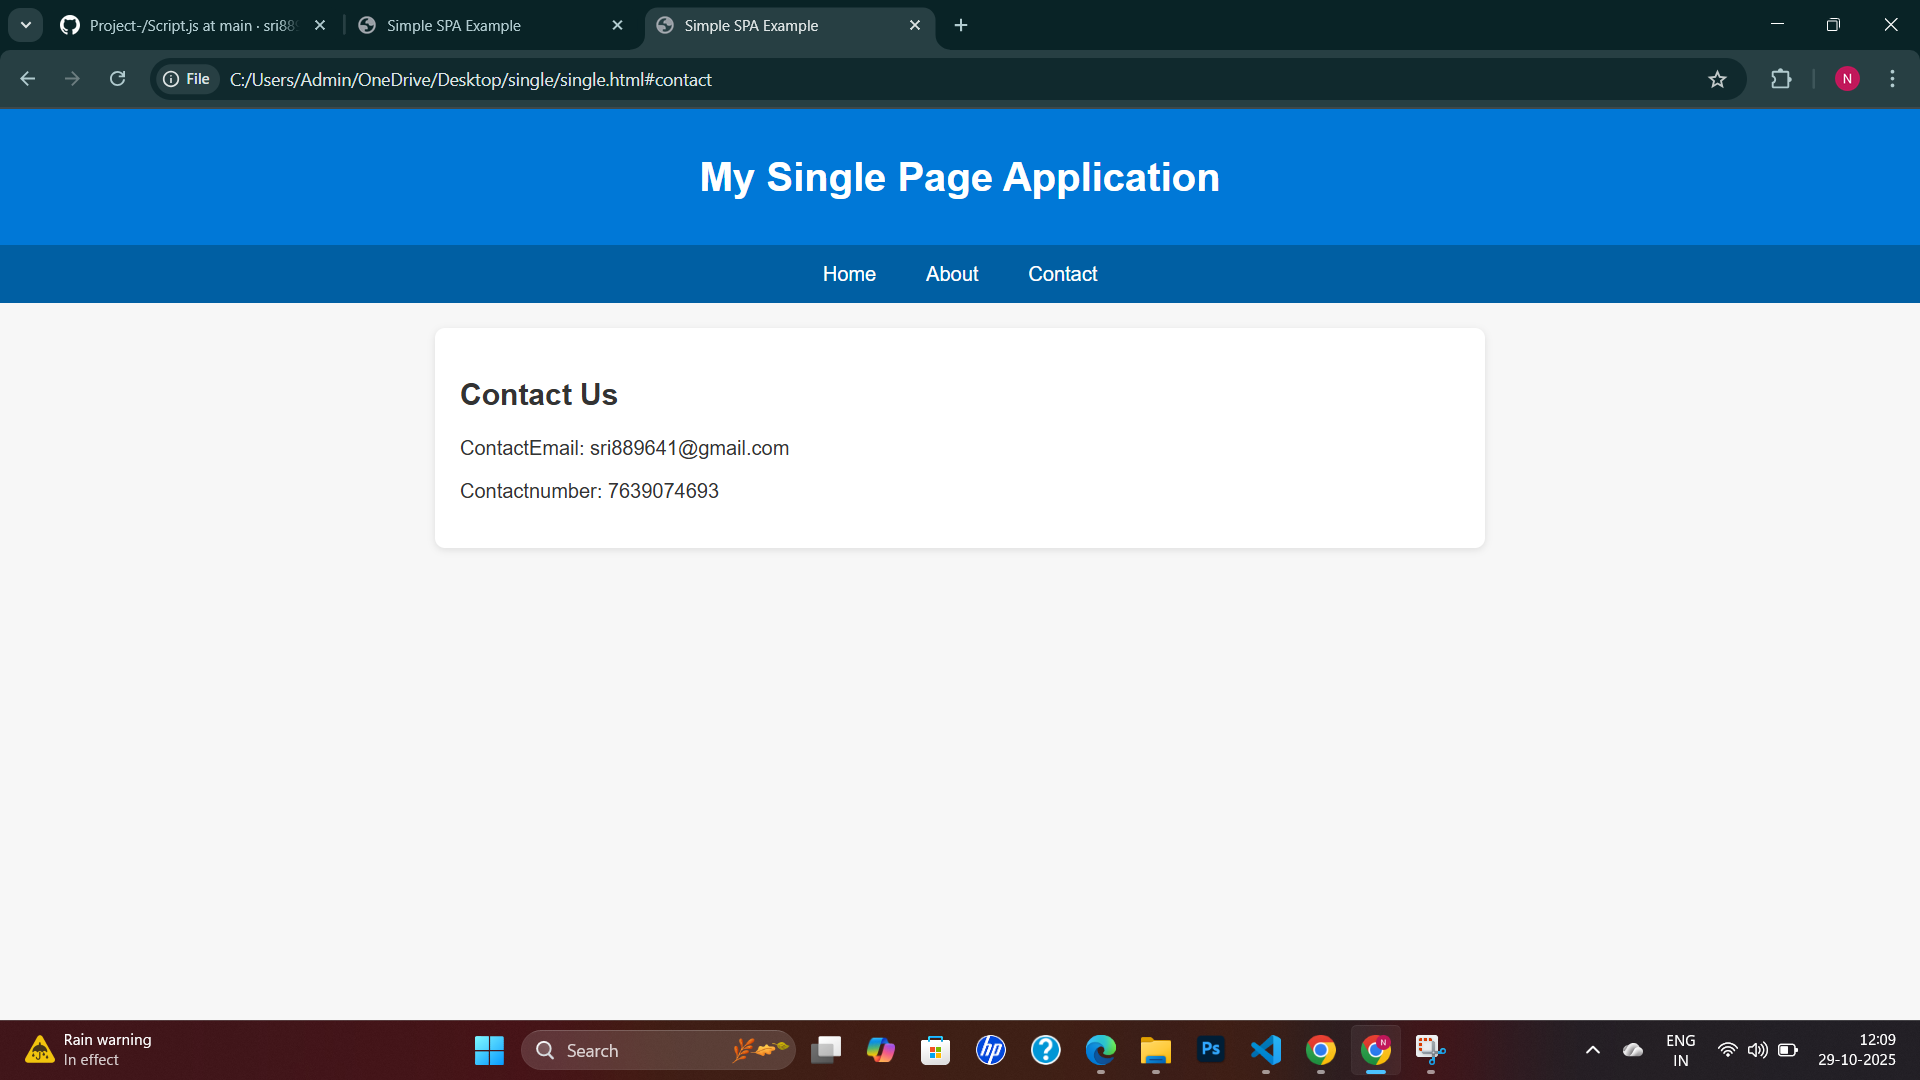 Project-/Script.js at main · sri88
Simple SPA Example
Simple SPA Example
File
C:/Users/Admin/OneDrive/Desktop/single/single.html#contact
N
My Single Page Application
Home
About
Contact
Contact Us
ContactEmail: sri889641@gmail.com
Contactnumber: 7639074693
Rain warning
In effect
Search
hp
?
Ps
N
ENG
IN
12:09
29-10-2025